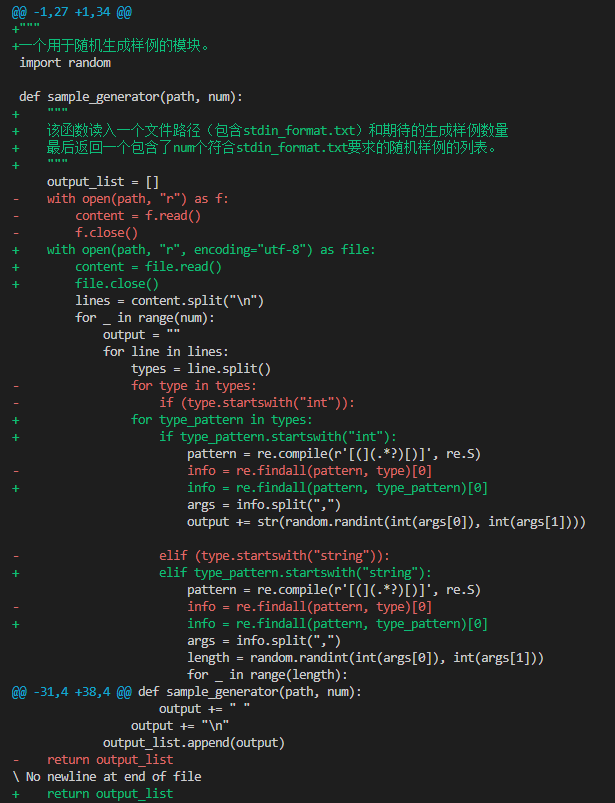 @@ -1,27 +1,34 @@
+"""
+一个用于随机生成样例的模块。
 import random

 def sample_generator(path, num):
+    """
+    该函数读入一个文件路径（包含stdin_format.txt）和期待的生成样例数量
+    最后返回一个包含了num个符合stdin_format.txt要求的随机样例的列表。
+    """
     output_list = []
-    with open(path, "r") as f:
-        content = f.read()
-        f.close()
+    with open(path, "r", encoding="utf-8") as file:
+        content = file.read()
+        file.close()
         lines = content.split("\n")
         for _ in range(num):
             output = ""
             for line in lines:
                 types = line.split()
-                for type in types:
-                    if (type.startswith("int")):
+                for type_pattern in types:
+                    if type_pattern.startswith("int"):
                         pattern = re.compile(r'[(](.*?)[)]', re.S)
-                        info = re.findall(pattern, type)[0]
+                        info = re.findall(pattern, type_pattern)[0]
                         args = info.split(",")
                         output += str(random.randint(int(args[0]), int(args[1])))

-                    elif (type.startswith("string")):
+                    elif type_pattern.startswith("string"):
                         pattern = re.compile(r'[(](.*?)[)]', re.S)
-                        info = re.findall(pattern, type)[0]
+                        info = re.findall(pattern, type_pattern)[0]
                         args = info.split(",")
                         length = random.randint(int(args[0]), int(args[1]))
                         for _ in range(length):
@@ -31,4 +38,4 @@ def sample_generator(path, num):
                     output += " "
                 output += "\n"
             output_list.append(output)
-    return output_list
\ No newline at end of file
+    return output_list